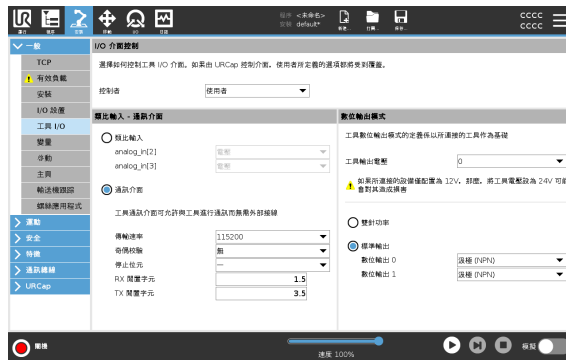 程序 <未命名>
安裝 default*
CCCC
CCCC
運行
程序
安裝
移動
I/O
日誌
新增...
打開...
保存...
一般
TCP
有效負載
安裝
I/O 設置
工具 I/O
變量
啓動
主頁
輸送機跟踪
螺絲應用程式
運動
安全
特徵
通訊總線
URCap
I/O 介面控制
選擇如何控制工具 I/O 介面。如果由 URCap 控制介面。使用者所定義的選項都將受到覆蓋。
控制者
使用者
類比輸入 - 通訊介面
類比輸入
analog_in[2]
電壓
analog_in[3]
電壓
通訊介面
工具通訊介面可允許與工具進行通訊而無需外部接線
傳輸速率
115200
奇偶校驗
無
停止位元
一
RX 閒置字元
1.5
TX 閒置字元
3.5
數位輸出模式
工具數位輸出模式的定義係以所連接的工具作為基礎
工具輸出電壓
0
如果所連接的設備僅配置為 12V，那麼，將工具電壓設為 24V 可能
會對其造成損害
雙針功率
標準輸出
數位輸出 0
汲極 (NPN)
數位輸出 1
汲極 (NPN)
關機
速度 100%
模擬